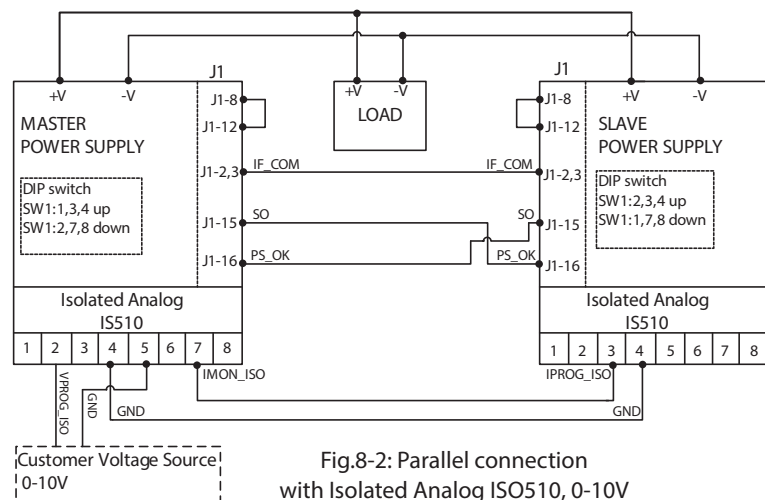 J1
J1
+V
-V
+V
-V
+V
-V
LOAD
MASTER
POWER SUPPLY
J1-8
J1-12
J1-8
J1-12
SLAVE
POWER SUPPLY
J1-2,3
IF_COM
IF_COM
J1-2,3
DIP switch
SW1:1,3,4 up
SW1:2,7,8 down
DIP switch
SW1:2,3,4 up
SW1:1,7,8 down
J1-15
SO
SO
J1-15
J1-16
PS_OK
PS_OK
J1-16
Isolated Analog
IS510
Isolated Analog
IS510
1 2 3 4 5 6 7 8
1 2 3 4 5 6 7 8
VPROG_ISO
GND
GND
IMON_ISO
IPROG_ISO
GND
Customer Voltage Source
0-10V
Fig.8-2: Parallel connection
with Isolated Analog ISO510, 0-10V